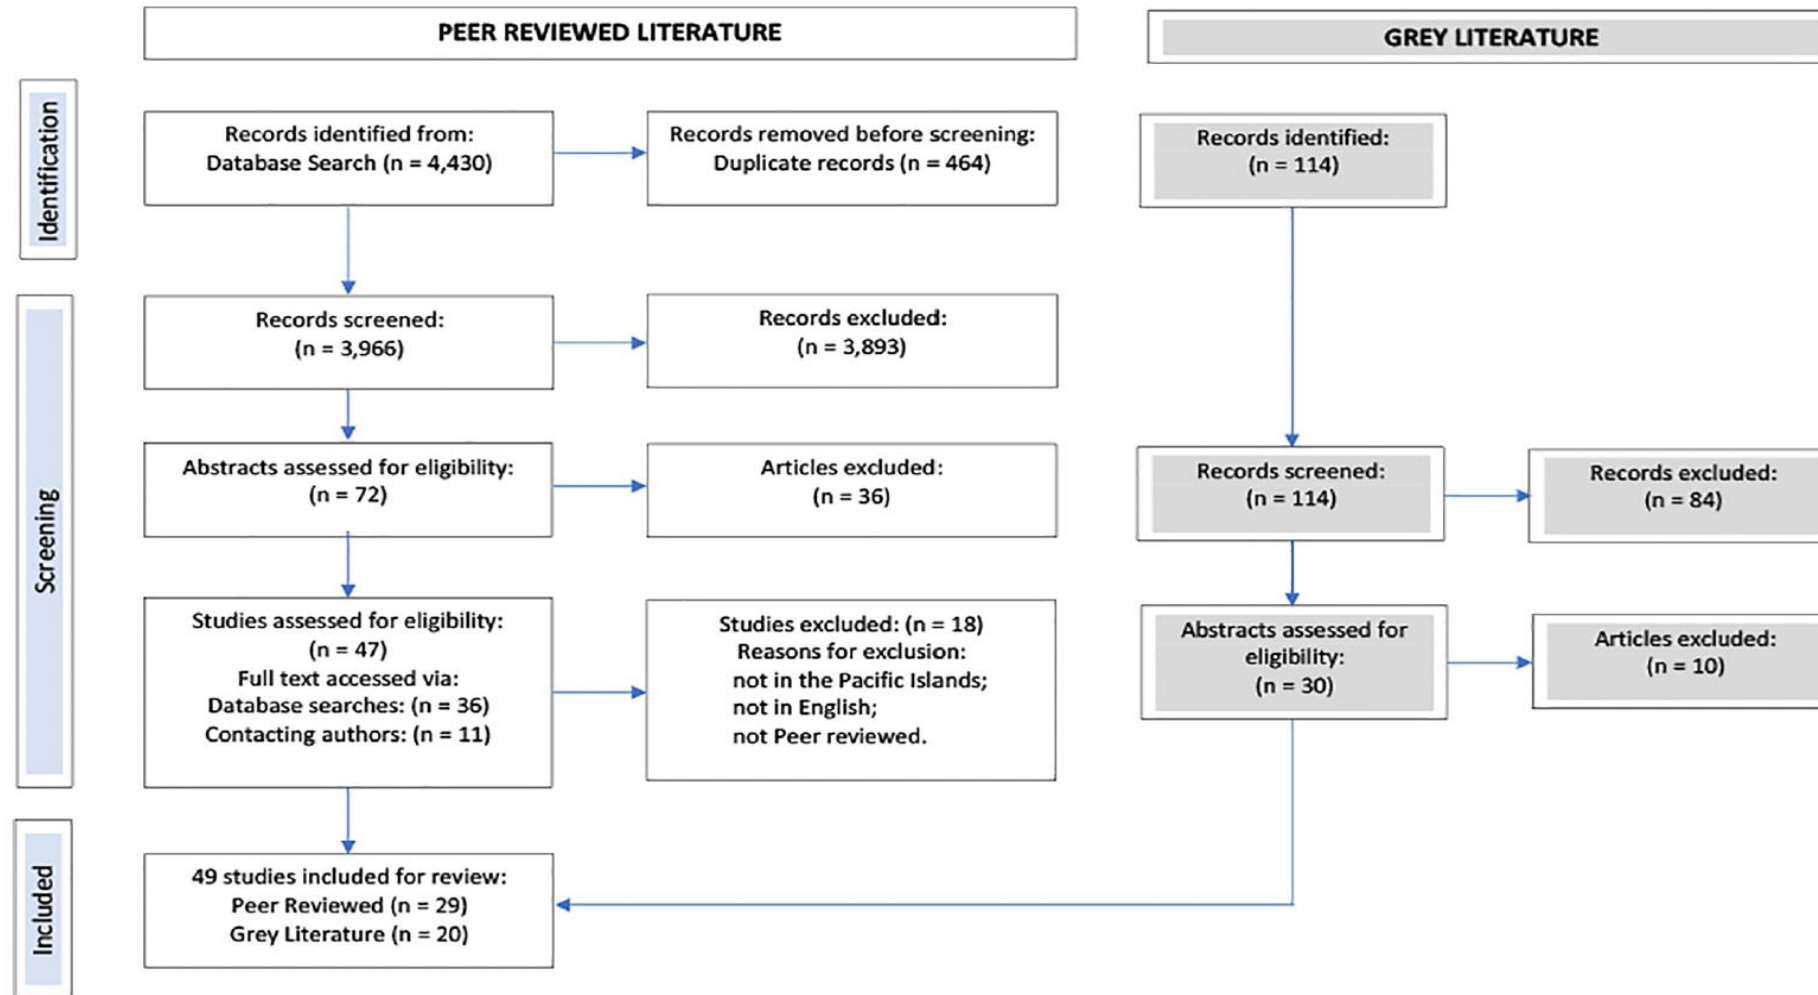 PEER REVIEWED LITERATURE
GREY LITERATURE
Identification
Records identified from:
Database Search (n = 4,430)
Records removed before screening:
Duplicate records (n = 464)
Records identified:
(n = 114)
Screening
Records screened:
(n = 3,966)
Records excluded:
(n = 3,893)
Abstracts assessed for eligibility:
(n = 72)
Articles excluded:
(n = 36)
Records screened:
(n = 114)
Records excluded:
(n = 84)
Studies assessed for eligibility:
(n = 47)
Full text accessed via:
Database searches: (n = 36)
Contacting authors: (n = 11)
Studies excluded: (n = 18)
Reasons for exclusion:
not in the Pacific Islands;
not in English;
not Peer reviewed.
Abstracts assessed for
eligibility:
(n = 30)
Articles excluded:
(n = 10)
Included
49 studies included for review:
Peer Reviewed (n = 29)
Grey Literature (n = 20)